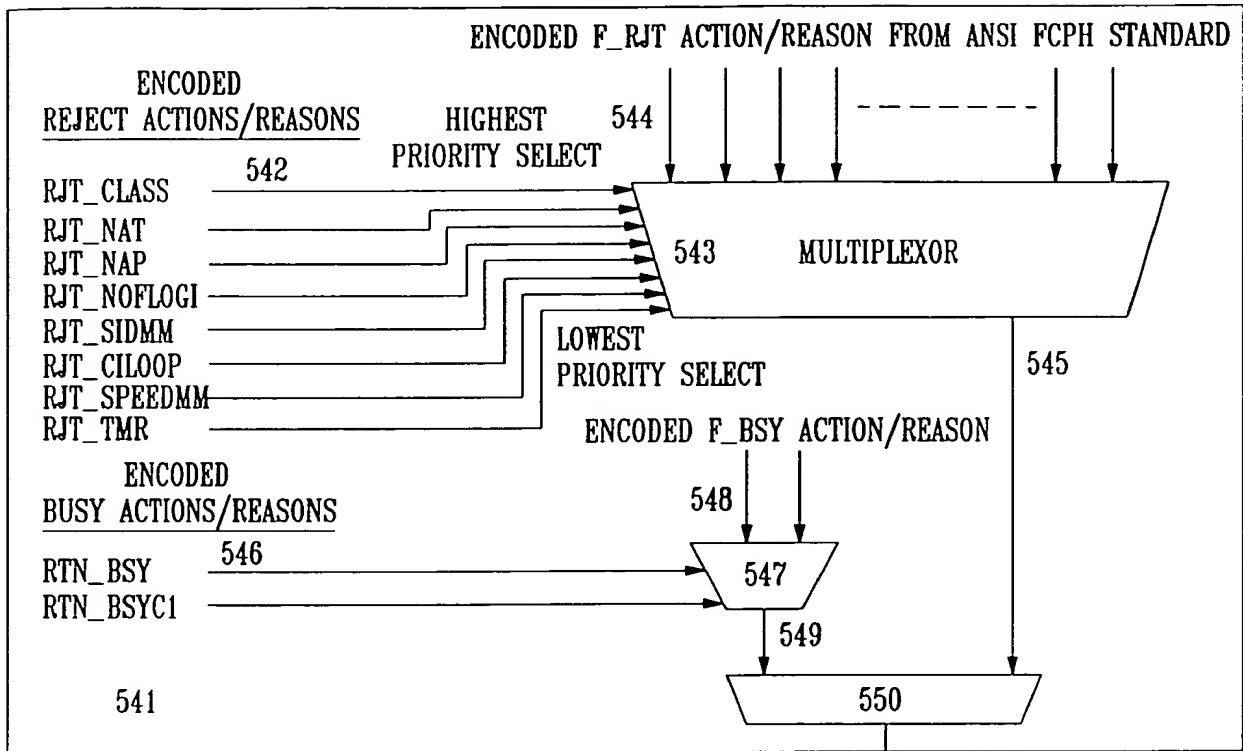 ENCODED F_RJT ACTION/REASON FROM ANSI FCPH STANDARD
ENCODED
REJECT ACTIONS/REASONS
HIGHEST
PRIORITY SELECT
544
542
RJT_CLASS
RJT_NAT
RJT_NAP
RJT_NOFLOGI
RJT_SIDMM
RJT_CILOOP
RJT_SPEEDMM
RJT_TMR
543
MULTIPLEXOR
LOWEST
PRIORITY SELECT
545
ENCODED F_BSY ACTION/REASON
ENCODED
BUSY ACTIONS/REASONS
548
546
RTN_BSY
RTN_BSYC1
547
549
541
550